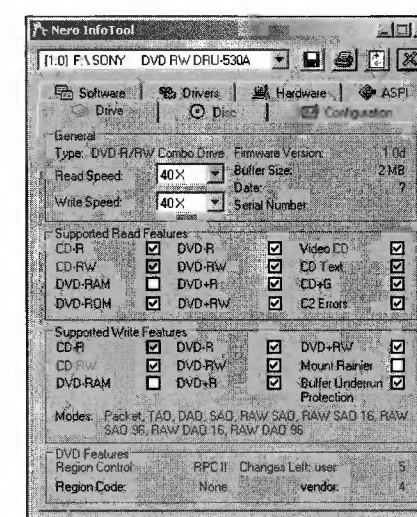 Nero InfoTool
[1:0] F:\ SONY DVD RW DRU-530A
Software Drivers Hardware ASPI
Drive Disc Configuration
General
Type: DVD-R/RW Combo Drive Firmware Version: 1.0d
Read Speed: 40 X Buffer Size: 2 MB
Date: ?
Write Speed: 40 X Serial Number:
Supported Read Features
CD-R DVD-R Video CD
CD-RW DVD-RW CD Text
DVD-RAM DVD+R CD+G
DVD-ROM DVD+RW C2 Errors
Supported Write Features
CD-R DVD-R DVD+RW
CD-RW DVD-RW Mount Rainier
DVD-RAM DVD+R Buffer Underrun
Protection
Modes: Packet, TAO, DAO, SAO, RAW SAO, RAW SAO 16, RAW
SAO 96, RAW DAO 16, RAW DAO 96
DVD Features
Region Control RPC II Changes Left: user: 5
Region Code: None vendor: 4